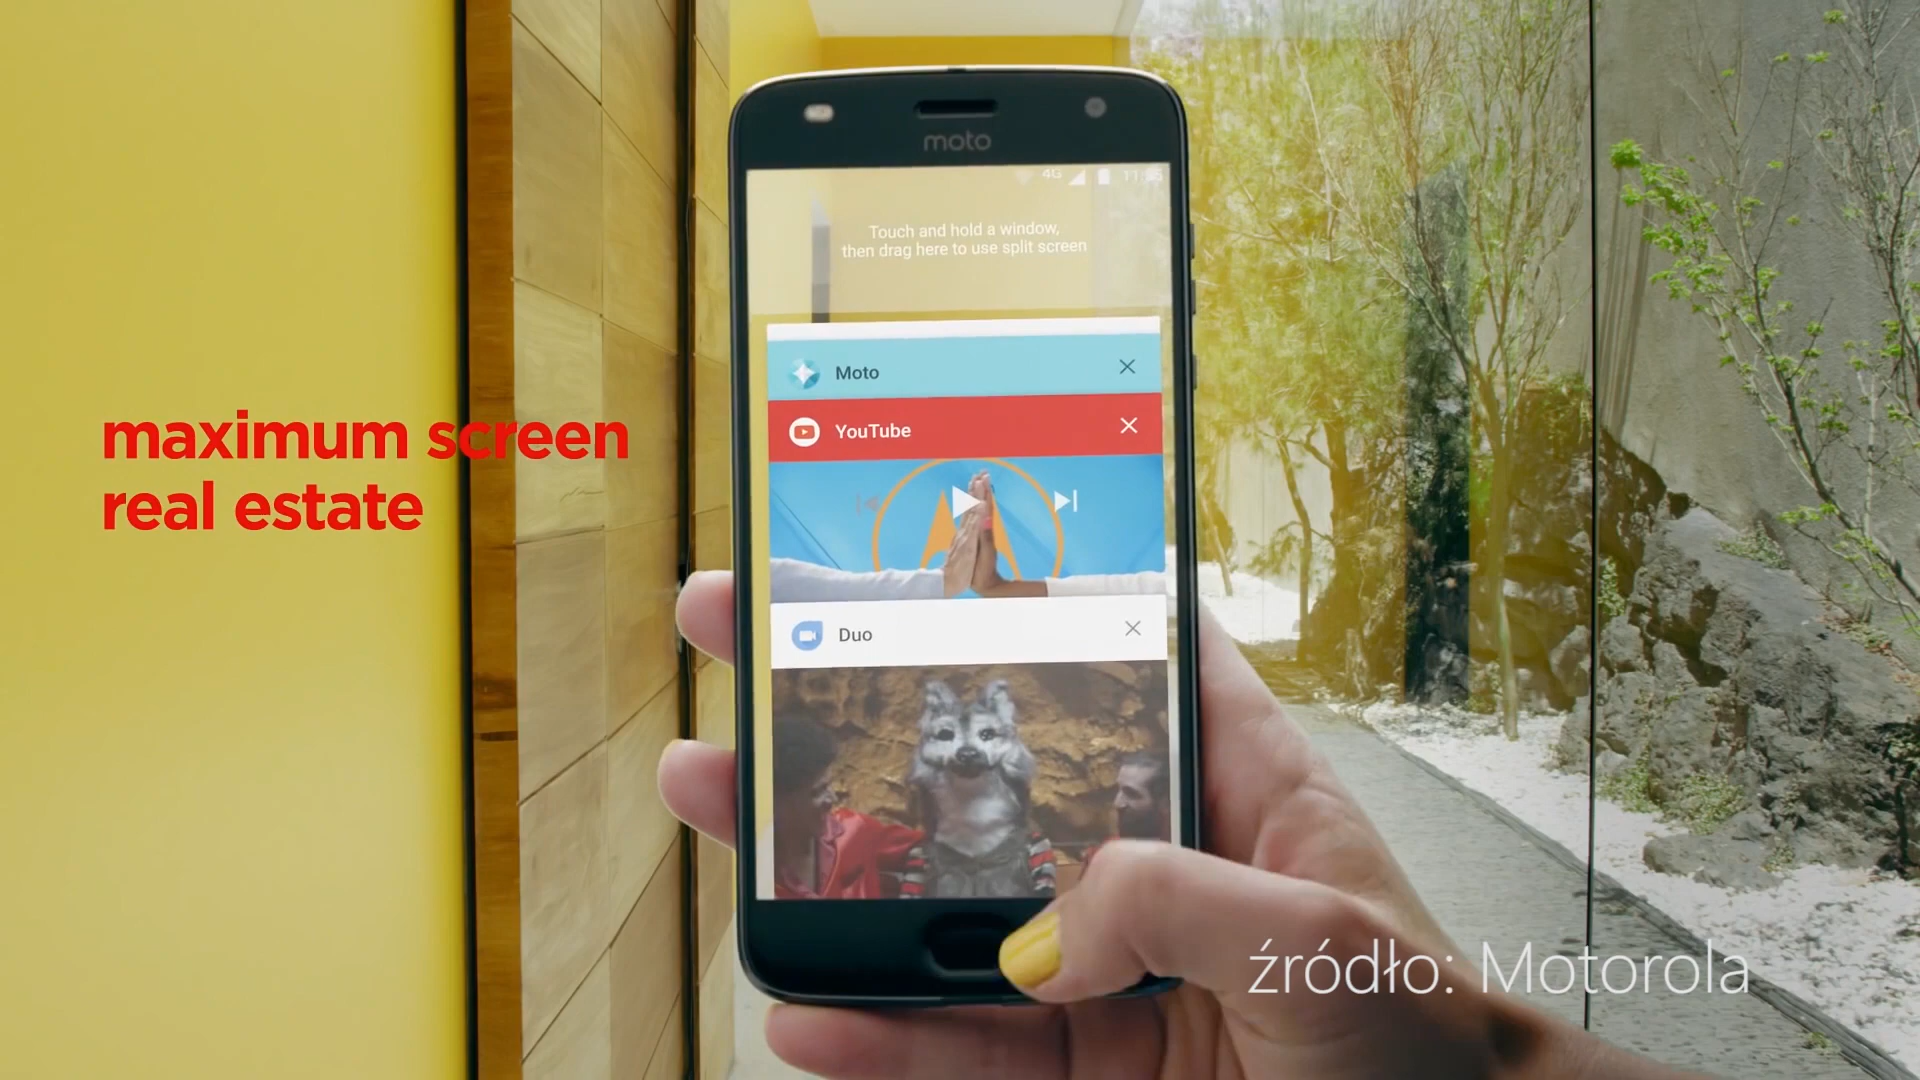 moto
4G
Touch and hold a window,
then drag here to use split screen
Moto
YouTube
Duo
maximum screen
real estate
źródło: Motorola